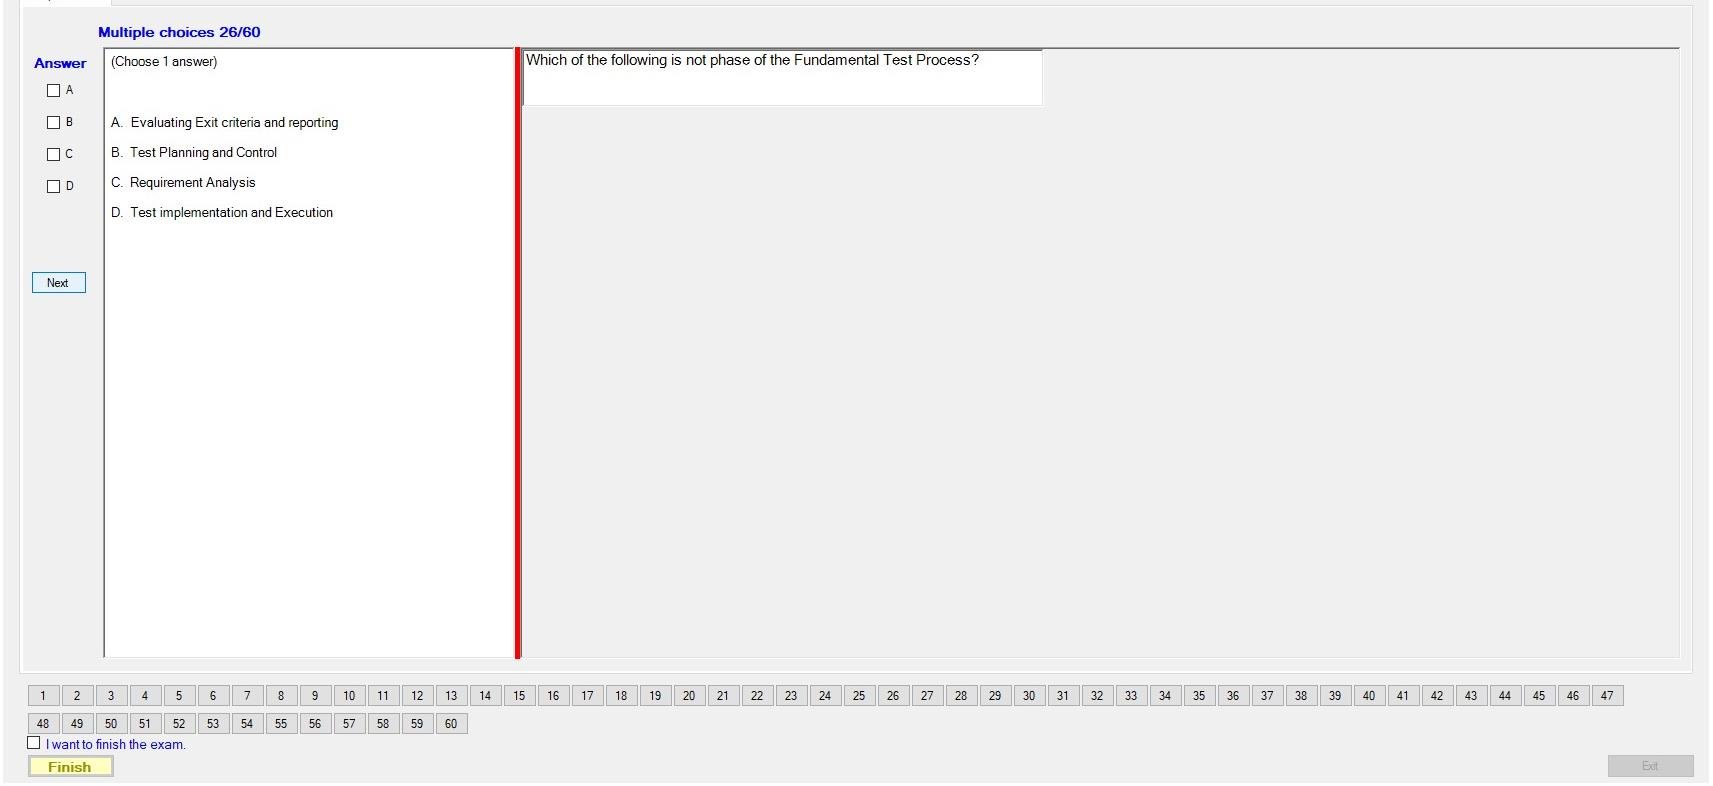 Multiple choices 26/60
Answer
(Choose 1 answer)
Which of the following is not phase of the Fundamental Test Process?
A
B
C
D
A. Evaluating Exit criteria and reporting
B. Test Planning and Control
C. Requirement Analysis
D. Test implementation and Execution
Next
1 2 3 4 5 6 7 8 9 10 11 12 13 14 15 16 17 18 19 20 21 22 23 24 25 26 27 28 29 30 31 32 33 34 35 36 37 38 39 40 41 42 43 44 45 46 47
48 49 50 51 52 53 54 55 56 57 58 59 60
I want to finish the exam.
Finish
Exit